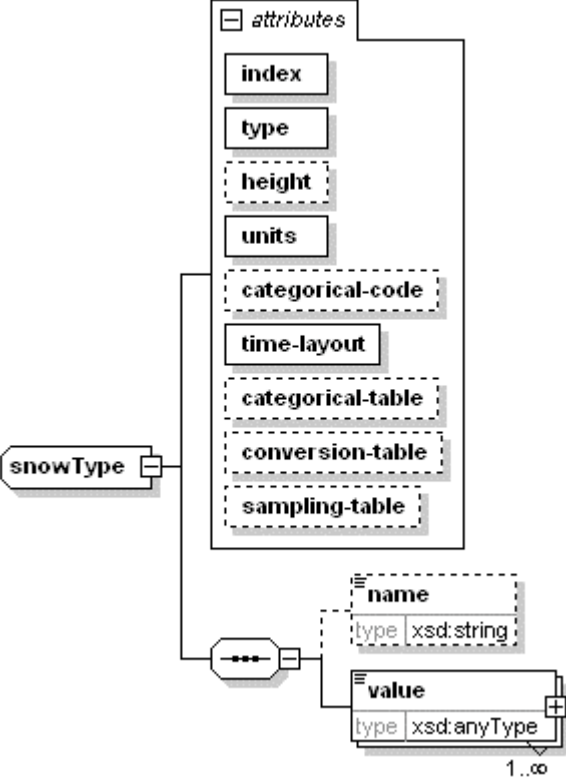 attributes
index
type
height
units
categorical-code
time-layout
categorical-table
conversion-table
sampling-table
snowType
name
type xsd:string
value
type xsd:anyType
1..∞